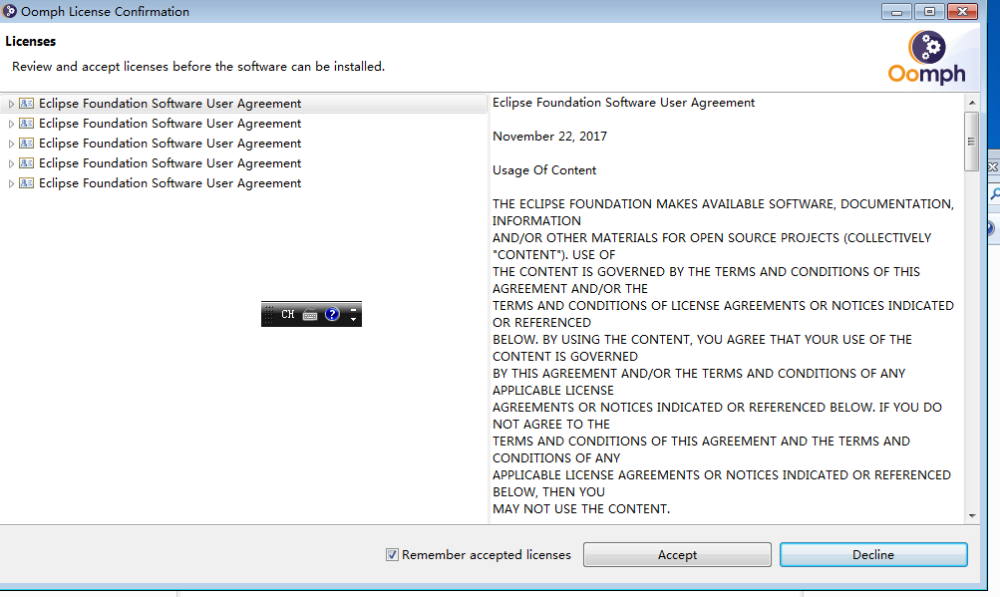 Oomph License Confirmation
Licenses
Review and accept licenses before the software can be installed.
Oomph
Eclipse Foundation Software User Agreement
Eclipse Foundation Software User Agreement
Eclipse Foundation Software User Agreement
Eclipse Foundation Software User Agreement
Eclipse Foundation Software User Agreement
CH
Eclipse Foundation Software User Agreement
November 22, 2017
Usage Of Content
THE ECLIPSE FOUNDATION MAKES AVAILABLE SOFTWARE, DOCUMENTATION,
INFORMATION
AND/OR OTHER MATERIALS FOR OPEN SOURCE PROJECTS (COLLECTIVELY
"CONTENT"). USE OF
THE CONTENT IS GOVERNED BY THE TERMS AND CONDITIONS OF THIS
AGREEMENT AND/OR THE
TERMS AND CONDITIONS OF LICENSE AGREEMENTS OR NOTICES INDICATED
OR REFERENCED
BELOW. BY USING THE CONTENT, YOU AGREE THAT YOUR USE OF THE
CONTENT IS GOVERNED
BY THIS AGREEMENT AND/OR THE TERMS AND CONDITIONS OF ANY
APPLICABLE LICENSE
AGREEMENTS OR NOTICES INDICATED OR REFERENCED BELOW. IF YOU DO
NOT AGREE TO THE
TERMS AND CONDITIONS OF THIS AGREEMENT AND THE TERMS AND
CONDITIONS OF ANY
APPLICABLE LICENSE AGREEMENTS OR NOTICES INDICATED OR REFERENCED
BELOW, THEN YOU
MAY NOT USE THE CONTENT.
Remember accepted licenses
Accept
Decline